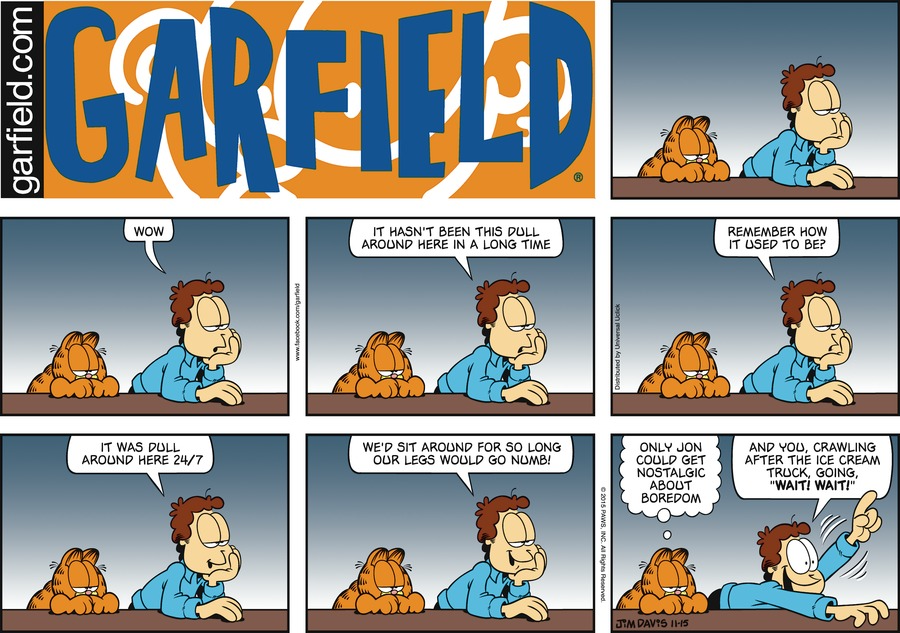 garfield.com
GARFIELD
®
WOW
www.facebook.com/garfield
IT HASN'T BEEN THIS DULL
AROUND HERE IN A LONG TIME
Distributed by Universal Uclick
REMEMBER HOW
IT USED TO BE?
IT WAS DULL
AROUND HERE 24/7
WE'D SIT AROUND FOR SO LONG
OUR LEGS WOULD GO NUMB!
© 2015 PAWS, INC. All Rights Reserved.
ONLY JON
COULD GET
NOSTALGIC
ABOUT
BOREDOM
AND YOU, CRAWLING
AFTER THE ICE CREAM
TRUCK, GOING,
"WAIT! WAIT!"
JIM DAVIS 11-15